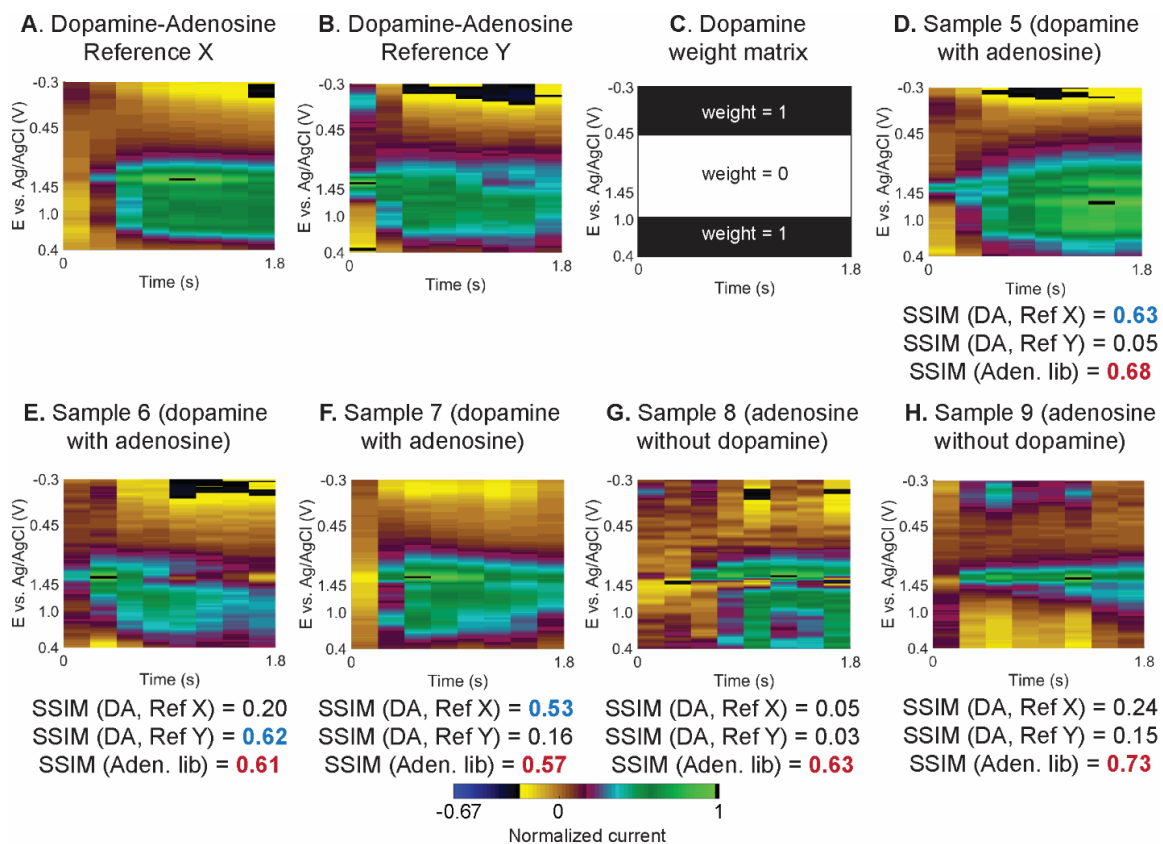 A. Dopamine-Adenosine
Reference X
B. Dopamine-Adenosine
Reference Y
C. Dopamine
weight matrix
D. Sample 5 (dopamine
with adenosine)
E vs. Ag/AgCl (V)
-0.3
0.45
1.45
1.0
0.4
0
1.8
Time (s)
E vs. Ag/AgCl (V)
-0.3
0.45
1.45
1.0
0.4
0
1.8
Time (s)
E vs. Ag/AgCl (V)
-0.3
0.45
1.45
1.0
0.4
weight = 1
weight = 0
weight = 1
0
1.8
Time (s)
E vs. Ag/AgCl (V)
-0.3
0.45
1.45
1.0
0.4
0
1.8
Time (s)
SSIM (DA, Ref X) = 0.63
SSIM (DA, Ref Y) = 0.05
SSIM (Aden. lib) = 0.68
E. Sample 6 (dopamine
with adenosine)
F. Sample 7 (dopamine
with adenosine)
G. Sample 8 (adenosine
without dopamine)
H. Sample 9 (adenosine
without dopamine)
E vs. Ag/AgCl (V)
-0.3
0.45
1.45
1.0
0.4
0
1.8
Time (s)
SSIM (DA, Ref X) = 0.20
SSIM (DA, Ref Y) = 0.62
SSIM (Aden. lib) = 0.61
E vs. Ag/AgCl (V)
-0.3
0.45
1.45
1.0
0.4
0
1.8
Time (s)
SSIM (DA, Ref X) = 0.53
SSIM (DA, Ref Y) = 0.16
SSIM (Aden. lib) = 0.57
E vs. Ag/AgCl (V)
-0.3
0.45
1.45
1.0
0.4
0
1.8
Time (s)
SSIM (DA, Ref X) = 0.05
SSIM (DA, Ref Y) = 0.03
SSIM (Aden. lib) = 0.63
E vs. Ag/AgCl (V)
-0.3
0.45
1.45
1.0
0.4
0
1.8
Time (s)
SSIM (DA, Ref X) = 0.24
SSIM (DA, Ref Y) = 0.15
SSIM (Aden. lib) = 0.73
-0.67
0
1
Normalized current